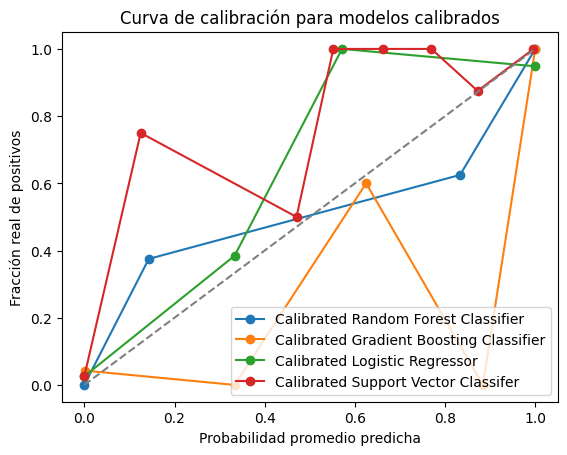 Curva de calibración para modelos calibrados
Fracción real de positivos
1.0
0.8
0.6
0.4
0.2
0.0
Calibrated Random Forest Classifier
Calibrated Gradient Boosting Classifier
Calibrated Logistic Regressor
Calibrated Support Vector Classifer
0.0 0.2 0.4 0.6 0.8 1.0
Probabilidad promedio predicha